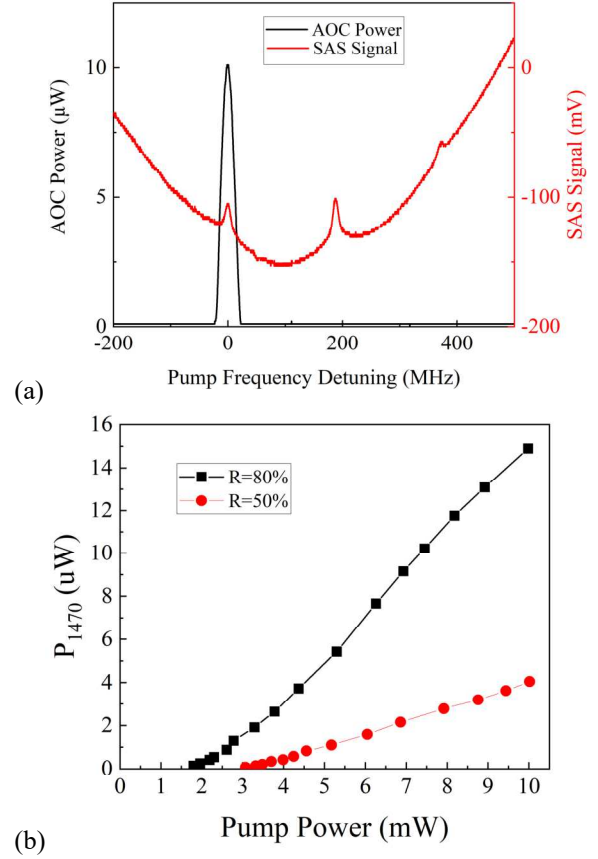 AOC Power
SAS Signal
10
5
0
AOC Power (μW)
0
-100
-200
SAS Signal (mV)
-200 0 200 400
Pump Frequency Detuning (MHz)
(a)
16
14
12
10
8
6
4
2
0
P1470 (uW)
R=80%
R=50%
0 1 2 3 4 5 6 7 8 9 10
Pump Power (mW)
(b)